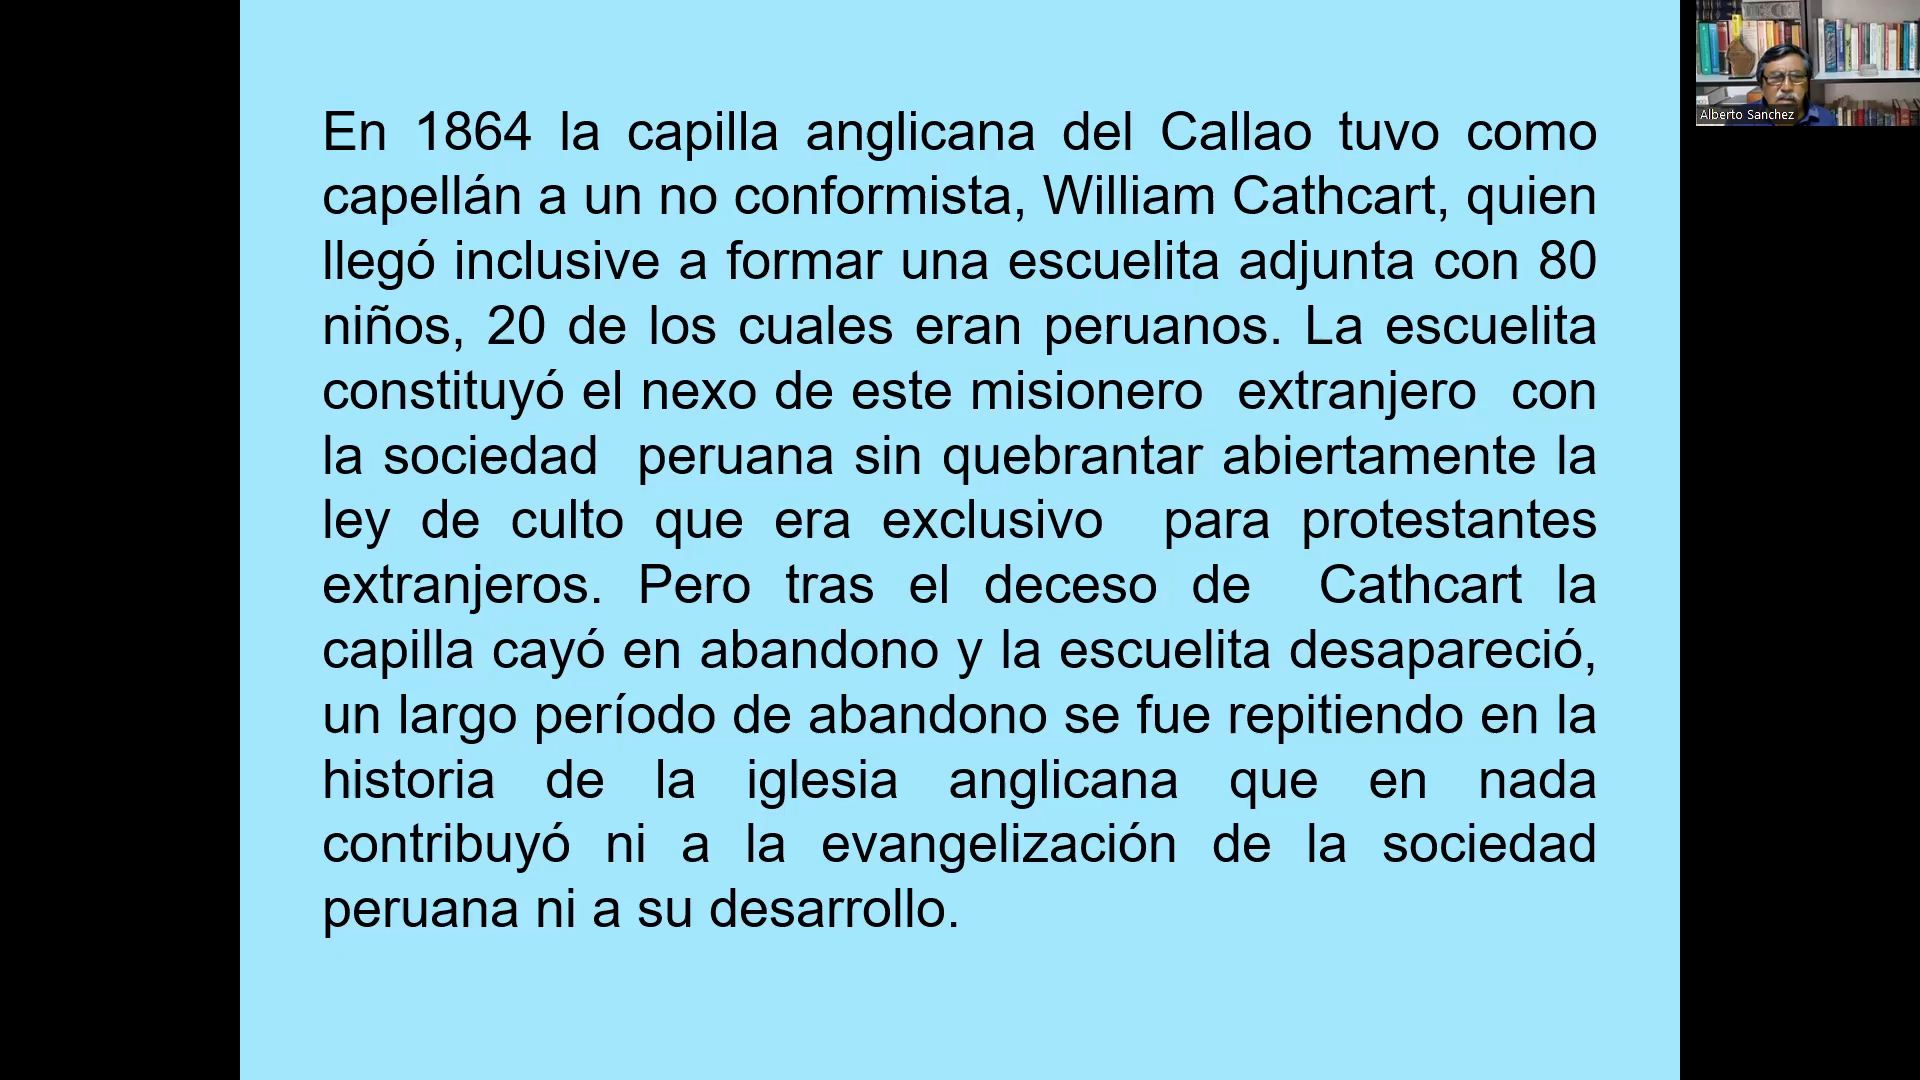 En 1864 la capilla anglicana del Callao tuvo como
capellán a un no conformista, William Cathcart, quien
llegó inclusive a formar una escuelita adjunta con 80
niños, 20 de los cuales eran peruanos. La escuelita
constituyó el nexo de este misionero extranjero con
la sociedad peruana sin quebrantar abiertamente la
ley de culto que era exclusivo para protestantes
extranjeros. Pero tras el deceso de Cathcart la
capilla cayó en abandono y la escuelita desapareció,
un largo período de abandono se fue repitiendo en la
historia de la iglesia anglicana que en nada
contribuyó ni a la evangelización de la sociedad
peruana ni a su desarrollo.
Alberto Sanchez